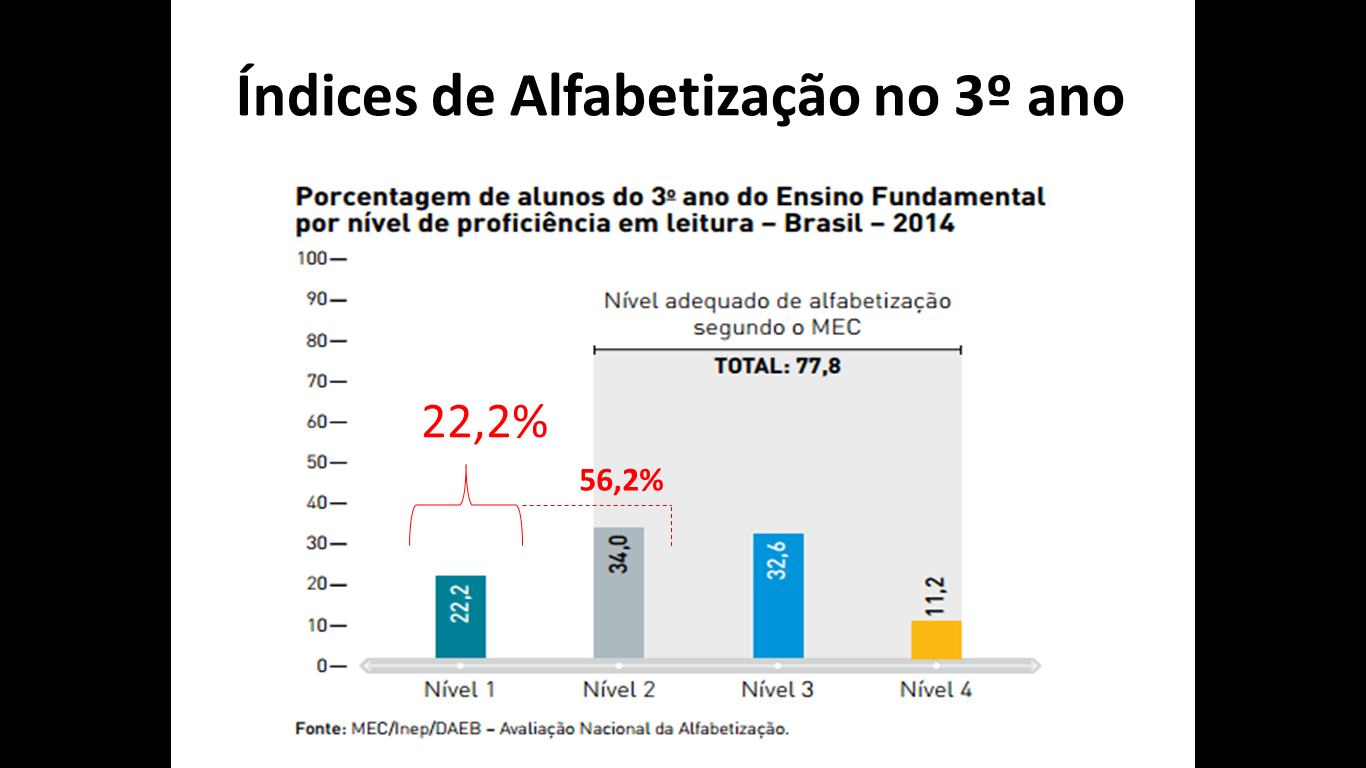 Índices de Alfabetização no 3º ano
Porcentagem de alunos do 3º ano do Ensino Fundamental
por nível de proficiência em leitura – Brasil – 2014
100
90
80
70
60
50
40
30
20
10
0
Nível adequado de alfabetização
segundo o MEC
TOTAL: 77,8
22,2%
56,2%
22,2
34,0
32,6
11,2
Nível 1
Nível 2
Nível 3
Nível 4
Fonte: MEC/Inep/DAEB – Avaliação Nacional da Alfabetização.